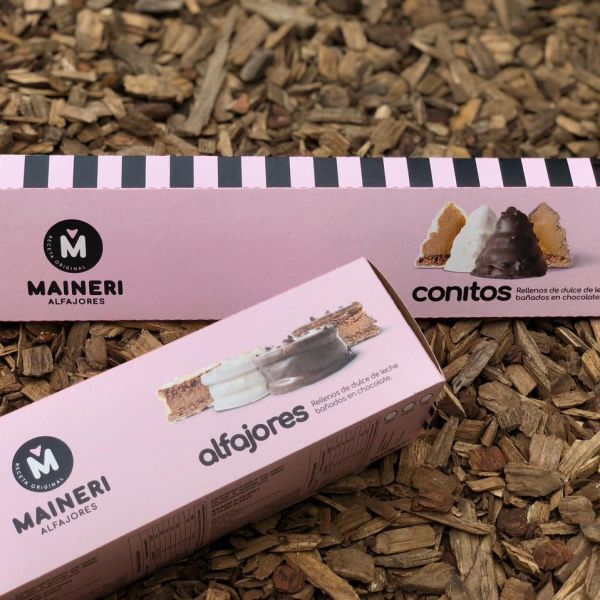 M
RECETA ORIGINAL
MAINERI
ALFAJORES
conitos
Rellenos de dulce de le
bañados en chocolate
M
RECETA ORIGINAL
MAINERI
ALFAJORES
alfajores
Rellenos de dulce de leche
bañados en chocolate.